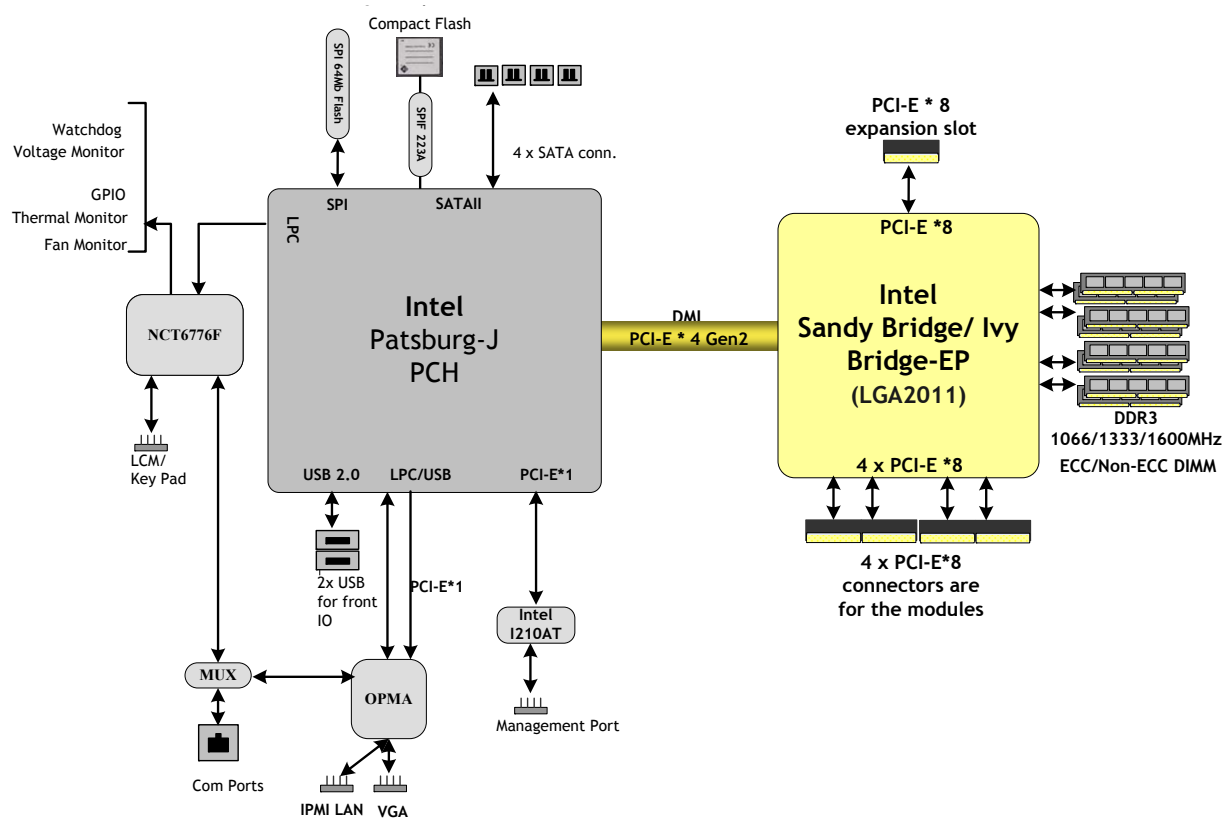 Compact Flash
SPI 64Mb Flash
SPIF 223A
4 x SATA conn.
PCI-E * 8
expansion slot
Watchdog
Voltage Monitor
GPIO
Thermal Monitor
Fan Monitor
LPC
SPI
SATAII
PCI-E *8
Intel
Patsburg-J
PCH
DMI
PCI-E * 4 Gen2
Intel
Sandy Bridge/ Ivy
Bridge-EP
(LGA2011)
NCT6776F
DDR3
1066/1333/1600MHz
ECC/Non-ECC DIMM
LCM/
Key Pad
USB 2.0
LPC/USB
PCI-E*1
4 x PCI-E *8
2x USB
for front
IO
PCI-E*1
4 x PCI-E*8
connectors are
for the modules
Intel
I210AT
MUX
OPMA
Management Port
Com Ports
IPMI LAN
VGA